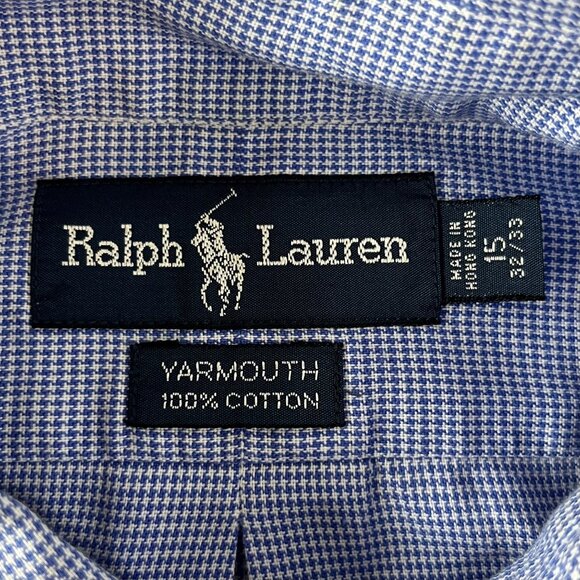 Ralph Lauren
MADE IN
HONG KONG
15
32/33
YARMOUTH
100% COTTON